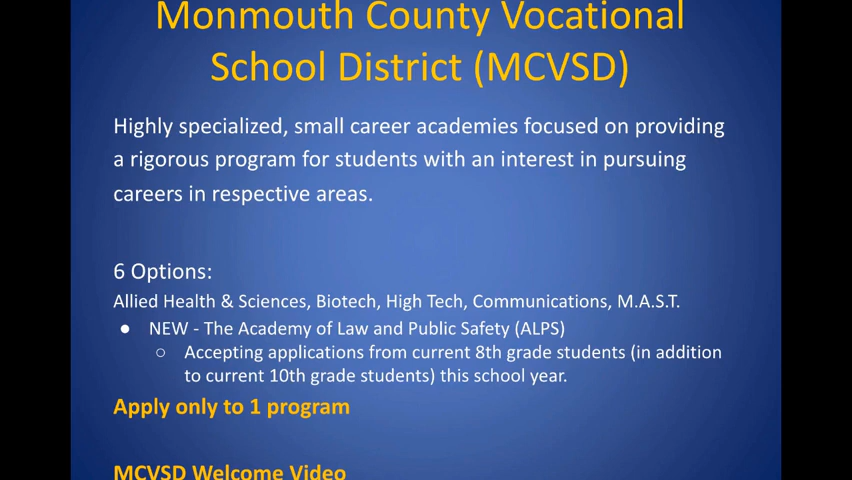 Monmouth County Vocational
School District (MCVSD)
Highly specialized, small career academies focused on providing
a rigorous program for students with an interest in pursuing
careers in respective areas.
6 Options:
Allied Health & Sciences, Biotech, High Tech, Communications, M.A.S.T.
● NEW - The Academy of Law and Public Safety (ALPS)
○ Accepting applications from current 8th grade students (in addition
to current 10th grade students) this school year.
Apply only to 1 program
MCVSD Welcome Video